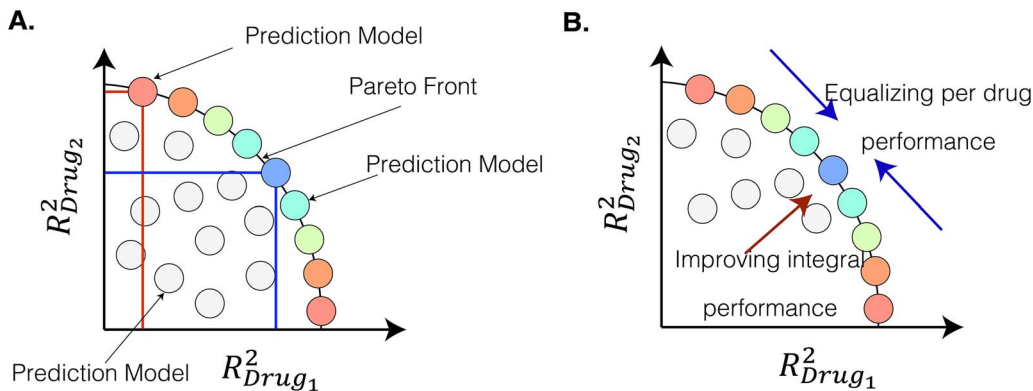 A.
Prediction Model
Pareto Front
Prediction Model
R²Drug₂
Prediction Model
R²Drug₁
B.
Equalizing per drug
performance
R²Drug₂
Improving integral
performance
R²Drug₁